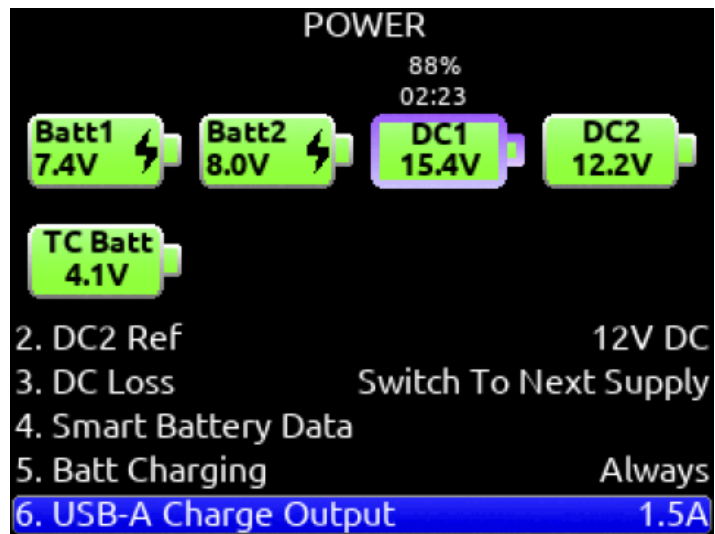 POWER
88%
02:23
Batt1 Batt2 DC1 DC2
7.4V 8.0V 15.4V 12.2V
TC Batt
4.1V
2. DC2 Ref 12V DC
3. DC Loss Switch To Next Supply
4. Smart Battery Data
5. Batt Charging Always
6. USB-A Charge Output 1.5A